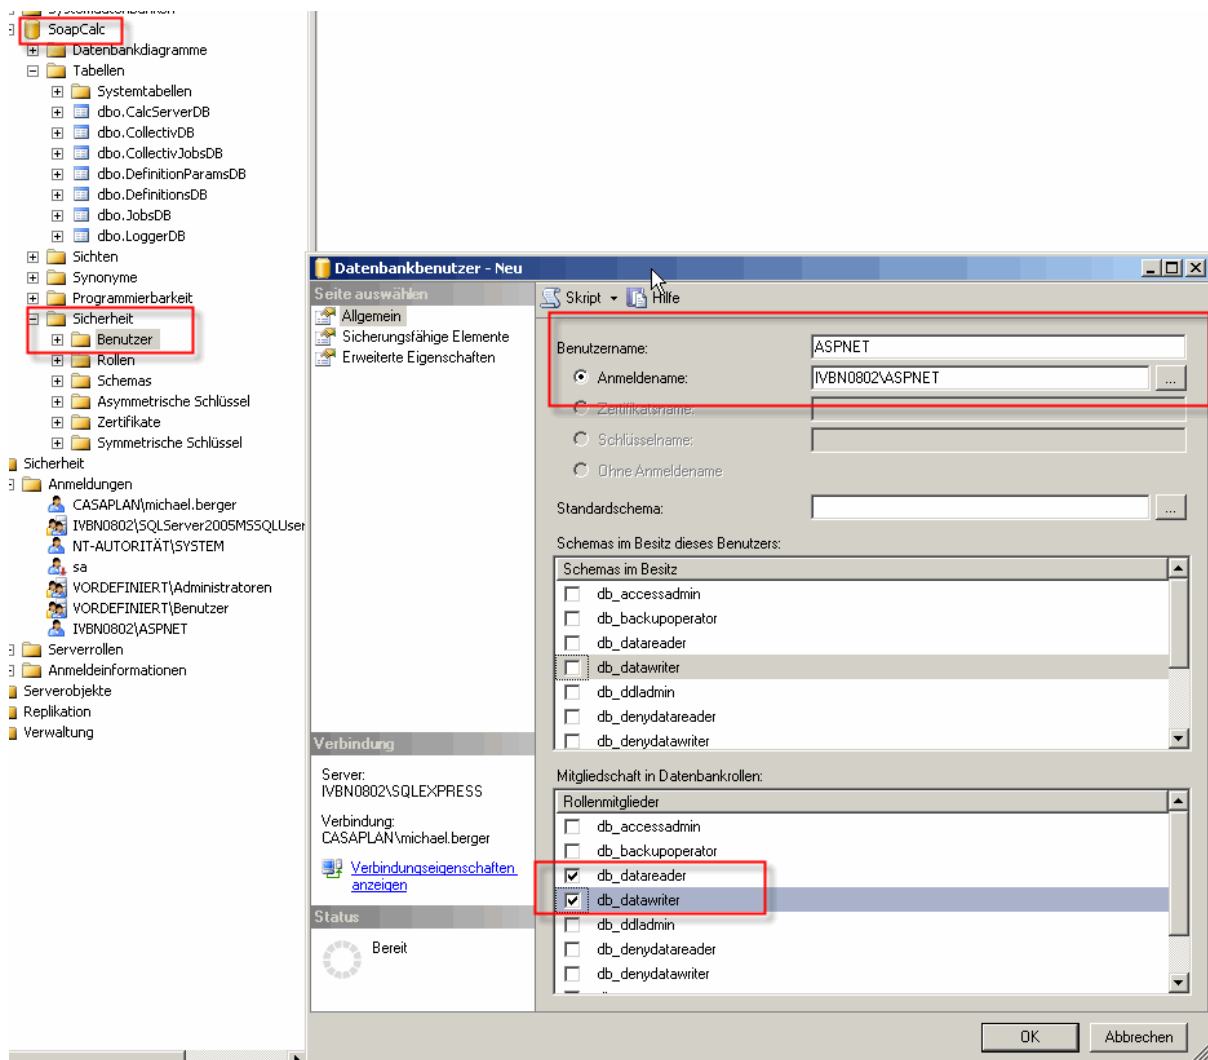 Systemdatenbanken
SoapCalc
Datenbankdiagramme
Tabellen
Systemtabellen
dbo.CalcServerDB
dbo.CollectivDB
dbo.CollectivJobsDB
dbo.DefinitionParamsDB
dbo.DefinitionsDB
dbo.JobsDB
dbo.LoggerDB
Sichten
Synonyme
Programmierbarkeit
Sicherheit
Benutzer
Rollen
Schemas
Asymmetrische Schlüssel
Zertifikate
Symmetrische Schlüssel
Sicherheit
Anmeldungen
CASAPLAN\michael.berger
IVBN0802\SQLServer2005MSSQLUser
NT-AUTORITÄT\SYSTEM
sa
VORDEFINIERT\Administratoren
VORDEFINIERT\Benutzer
IVBN0802\ASPNET
Serverrollen
Anmeldeinformationen
Serverobjekte
Replikation
Verwaltung
Datenbankbenutzer - Neu
Seite auswählen
Allgemein
Sicherungsfähige Elemente
Erweiterte Eigenschaften
Verbindung
Server:
IVBN0802\SQLEXPRESS
Verbindung:
CASAPLAN\michael.berger
Verbindungseigenschaften
anzeigen
Status
Bereit
Skript Hilfe
Benutzername: ASPNET
Anmeldename: IVBN0802\ASPNET ...
Zertifikatsname:
Schlüsselname:
Ohne Anmeldename
Standardschema: ...
Schemas im Besitz dieses Benutzers:
Schemas im Besitz
db_accessadmin
db_backupoperator
db_datareader
db_datawriter
db_ddladmin
db_denydatareader
db_denydatawriter
Mitgliedschaft in Datenbankrollen:
Rollenmitglieder
db_accessadmin
db_backupoperator
db_datareader
db_datawriter
db_ddladmin
db_denydatareader
db_denydatawriter
OK Abbrechen